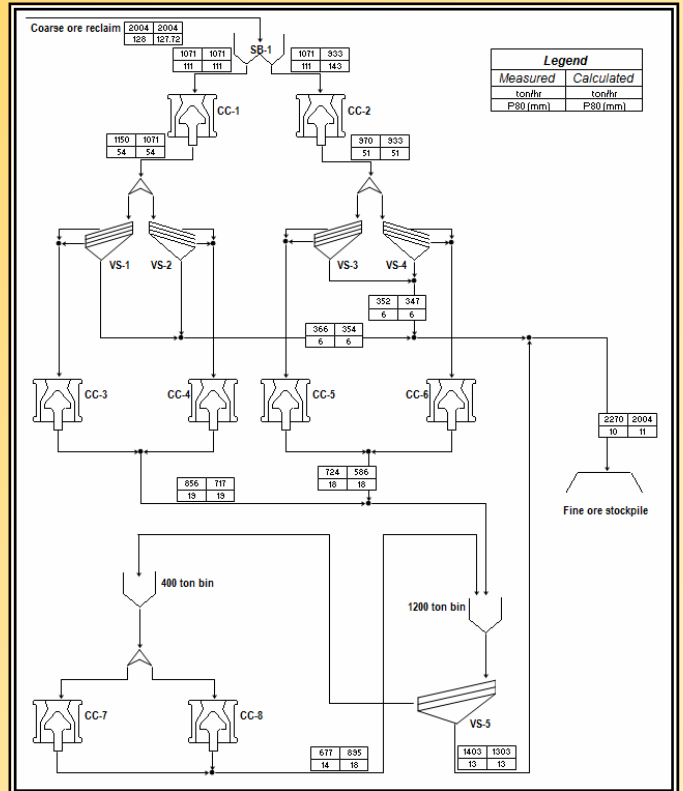 Coarse ore reclaim
2004 2004
128 127.72
SB-1
1071 1071
111 111
1071 933
111 143
Legend
Measured Calculated
ton/hr ton/hr
P80 (mm) P80 (mm)
CC-1
CC-2
1150 1071
54 54
970 933
51 51
VS-1
VS-2
VS-3
VS-4
352 347
6 6
366 354
6 6
CC-3
CC-4
CC-5
CC-6
2270 2004
10 11
724 586
18 18
856 717
19 19
Fine ore stockpile
400 ton bin
1200 ton bin
CC-7
CC-8
VS-5
677 895
14 18
1403 1303
13 13